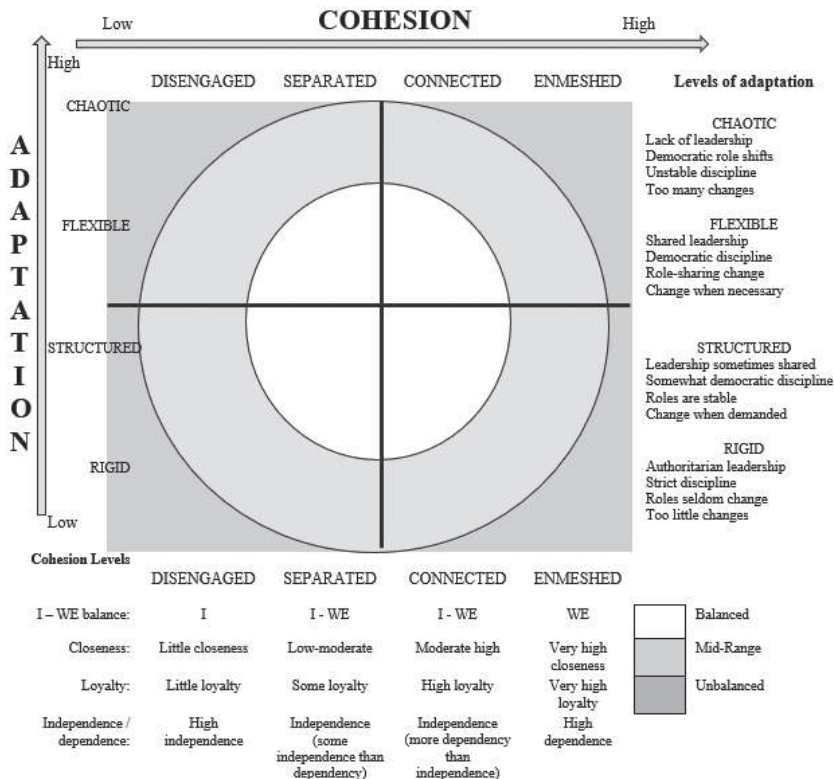 COHESION
Low
High
High
DISENGAGED SEPARATED CONNECTED ENMESHED
Levels of adaptation
ADAPTATION
CHAOTIC
FLEXIBLE
STRUCTURED
RIGID
Low
CHAOTIC
Lack of leadership
Democratic role shifts
Unstable discipline
Too many changes
FLEXIBLE
Shared leadership
Democratic discipline
Role-sharing change
Change when necessary
STRUCTURED
Leadership sometimes shared
Somewhat democratic discipline
Roles are stable
Change when demanded
RIGID
Authoritarian leadership
Strict discipline
Roles seldom change
Too little changes
Cohesion Levels
DISENGAGED SEPARATED CONNECTED ENMESHED
I – WE balance: I I - WE I - WE WE
Closeness: Little closeness Low-moderate Moderate high Very high
closeness
Loyalty: Little loyalty Some loyalty High loyalty Very high
loyalty
Independence / High Independence Independence High
dependence: independence (some (more dependency dependence
independence than than
dependency) independence)
Balanced
Mid-Range
Unbalanced